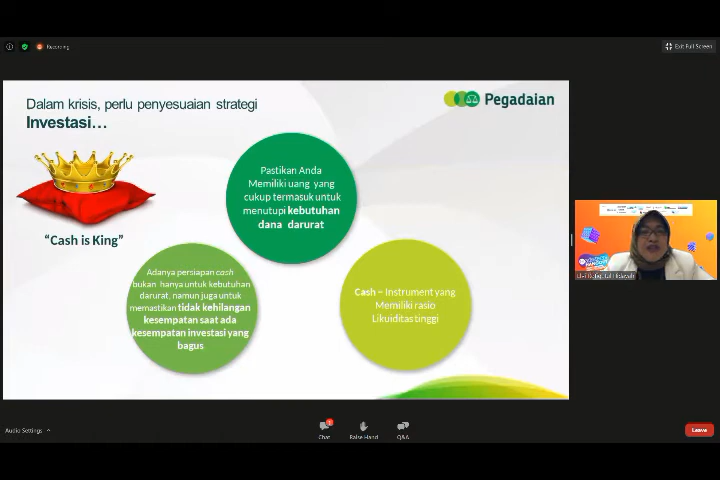 Recording
Exit Full Screen
Dalam krisis, perlu penyesuaian strategi
Investasi...
Pegadaian
"Cash is King"
Pastikan Anda
Memiliki uang yang
cukup termasuk untuk
menutupi kebutuhan
dana darurat
Adanya persiapan cash
bukan hanya untuk kebutuhan
darurat, namun juga untuk
memastikan tidak kehilangan
kesempatan saat ada
kesempatan investasi yang
bagus
Cash – Instrument yang
Memiliki rasio
Likuiditas tinggi
Hidayah
Audio Settings
Chat
Raise Hand
Q&A
Leave